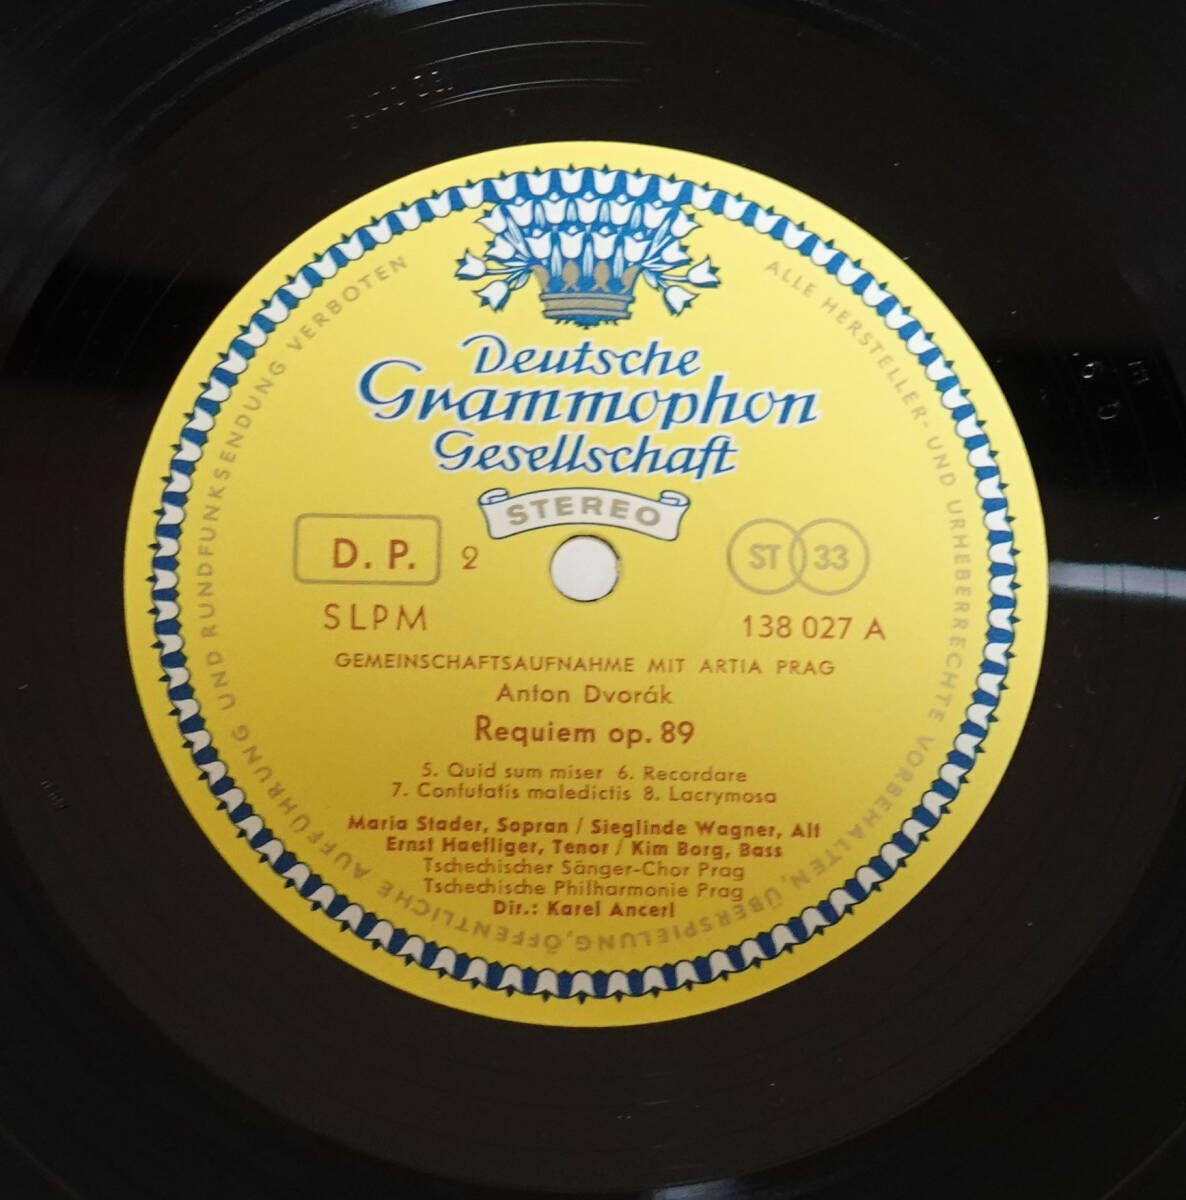 Deutsche
Grammophon
Gesellschaft
STEREO
D. P. 2
ST 33
SLPM
138 027 A
GEMEINSCHAFTSAUFNAHME MIT ARTIA PRAG
Anton Dvorák
Requiem op. 89
5. Quid sum miser 6. Recordare
7. Confutatis maledictis 8. Lacrymosa
Maria Stader, Sopran / Sieglinde Wagner, Alt
Ernst Haefliger, Tenor / Kim Borg, Bass
Tschechischer Sänger-Chor Prag
Tschechische Philharmonie Prag
Dir.: Karel Ancerl
ALLE HERSTELLER- UND URHEBERRECHTE VORBEHALTEN, ÜBERSPIELUNG, ÖFFENTLICHE AUFFÜHRUNG UND RUNDFUNKSENDUNG VERBOTEN